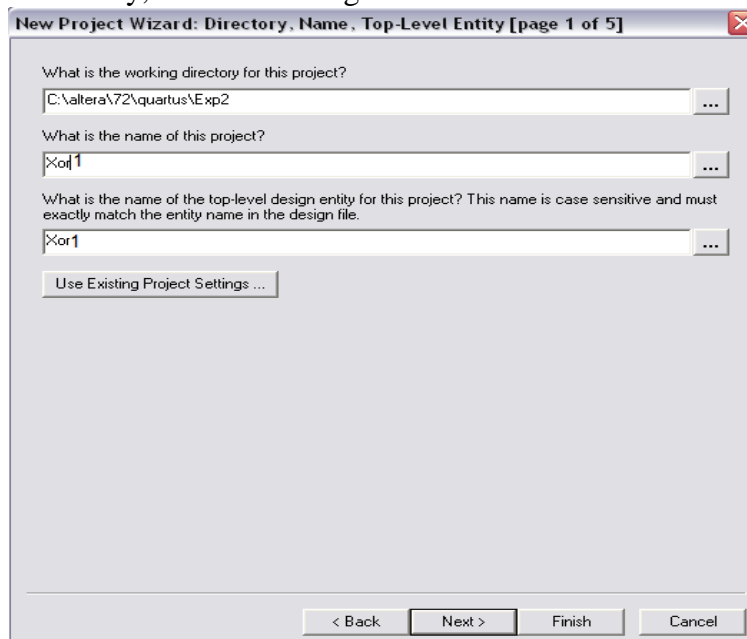 New Project Wizard: Directory, Name, Top-Level Entity [page 1 of 5]
What is the working directory for this project?
C:\altera\72\quartus\Exp2
...
What is the name of this project?
Xor1
...
What is the name of the top-level design entity for this project? This name is case sensitive and must
exactly match the entity name in the design file.
Xor1
...
Use Existing Project Settings ...
< Back Next > Finish Cancel